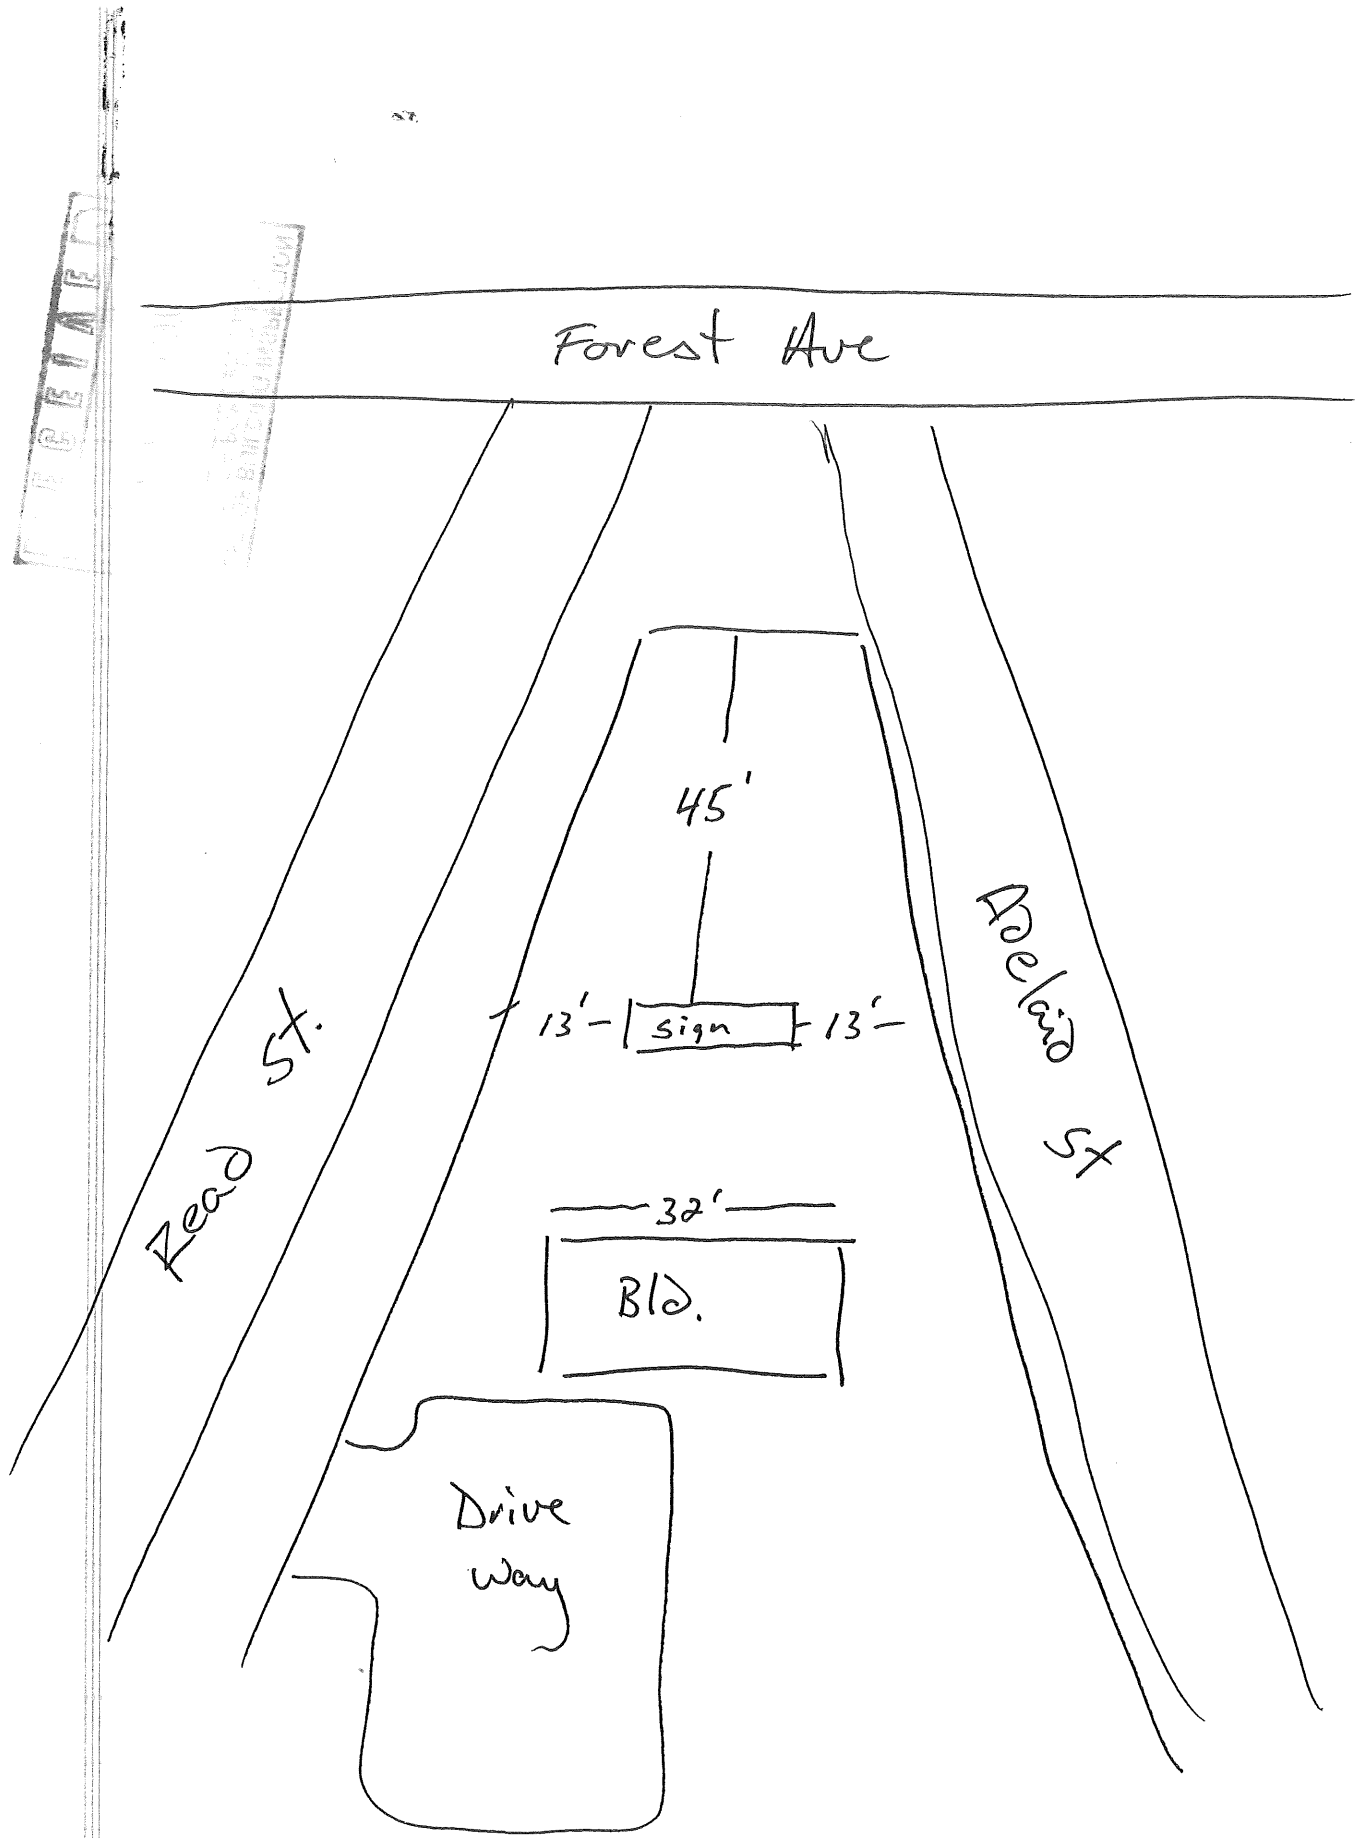 Forest Ave
45'
13' sign 13'
Adelaid St
Read St.
32'
Bld.
Drive
way